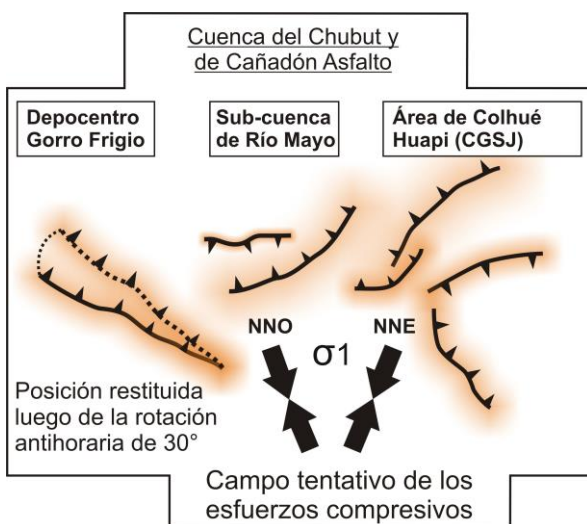 Cuenca del Chubut y
de Cañadón Asfalto
Depocentro
Gorro Frigio
Sub-cuenca
de Río Mayo
Área de Colhué
Huapi (CGSJ)
NNO
NNE
σ1
Posición restituida
luego de la rotación
antihoraria de 30°
Campo tentativo de los
esfuerzos compresivos